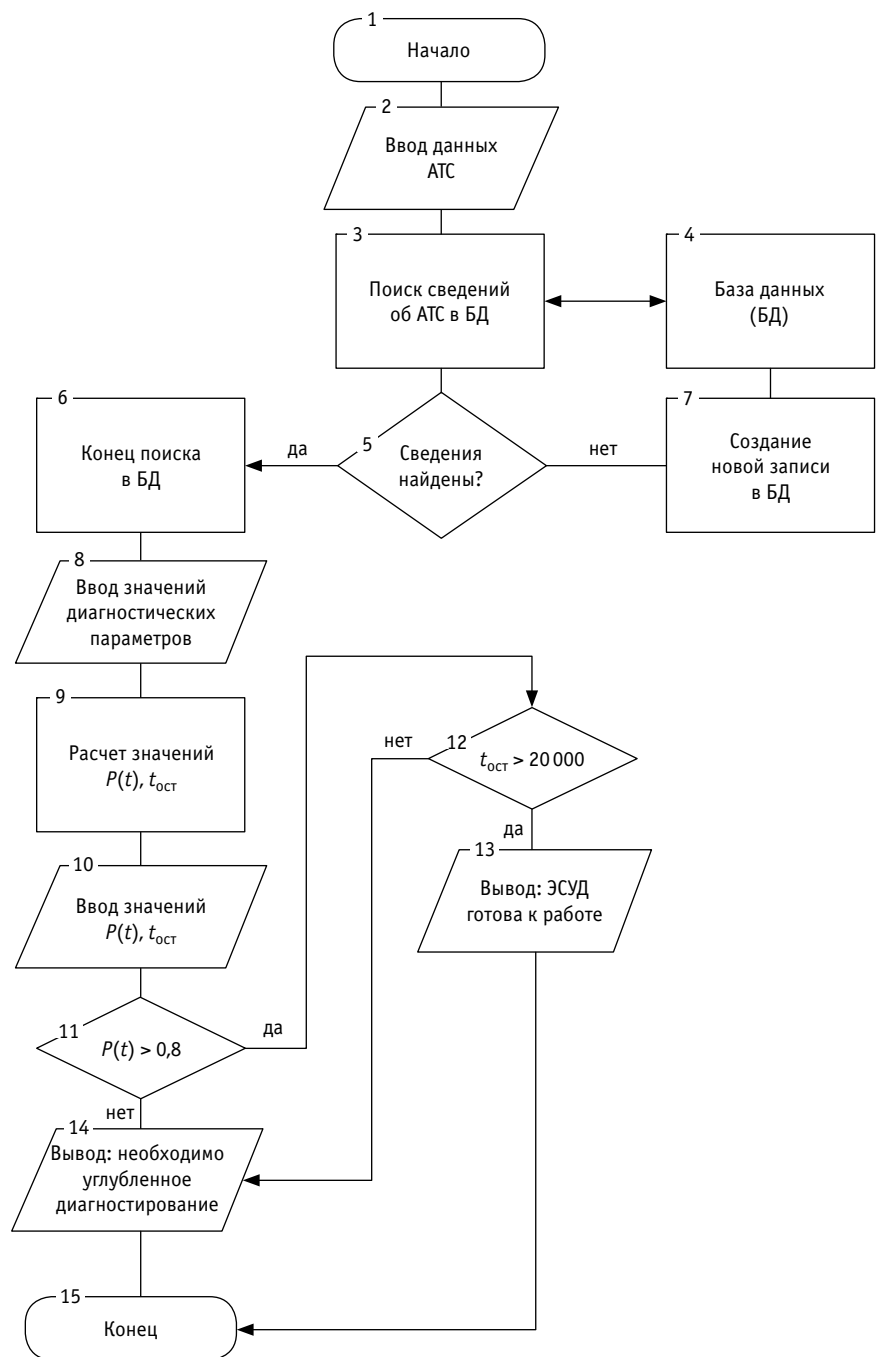 1
Начало
2
Ввод данных
АТС
3
Поиск сведений
об АТС в БД
4
База данных
(БД)
5
Сведения
найдены?
да
нет
6
Конец поиска
в БД
7
Создание
новой записи
в БД
8
Ввод значений
диагностических
параметров
9
Расчет значений
P(t), tост
10
Ввод значений
P(t), tост
11
P(t) > 0,8
да
нет
12
tост > 20 000
нет
да
13
Вывод: ЭСУД
готова к работе
14
Вывод: необходимо
углубленное
диагностирование
15
Конец